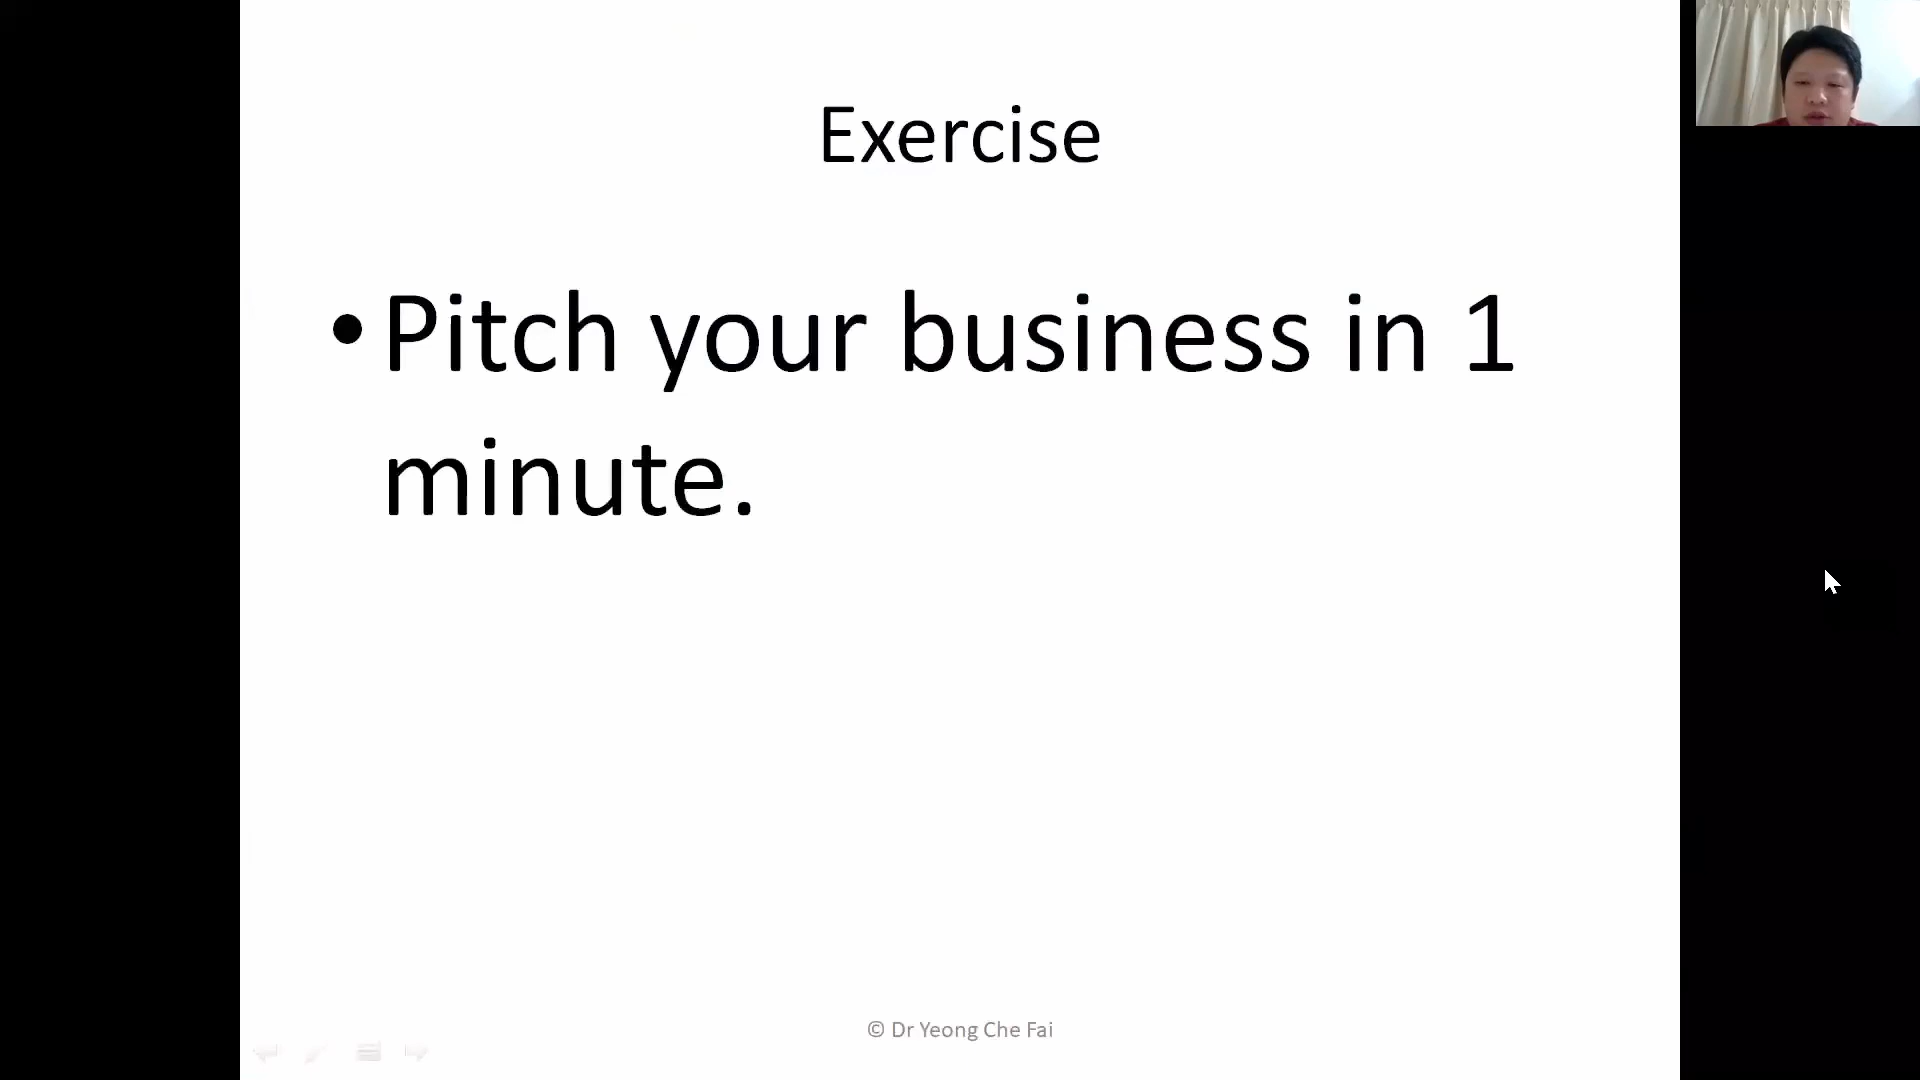 Exercise
• Pitch your business in 1
minute.
© Dr Yeong Che Fai